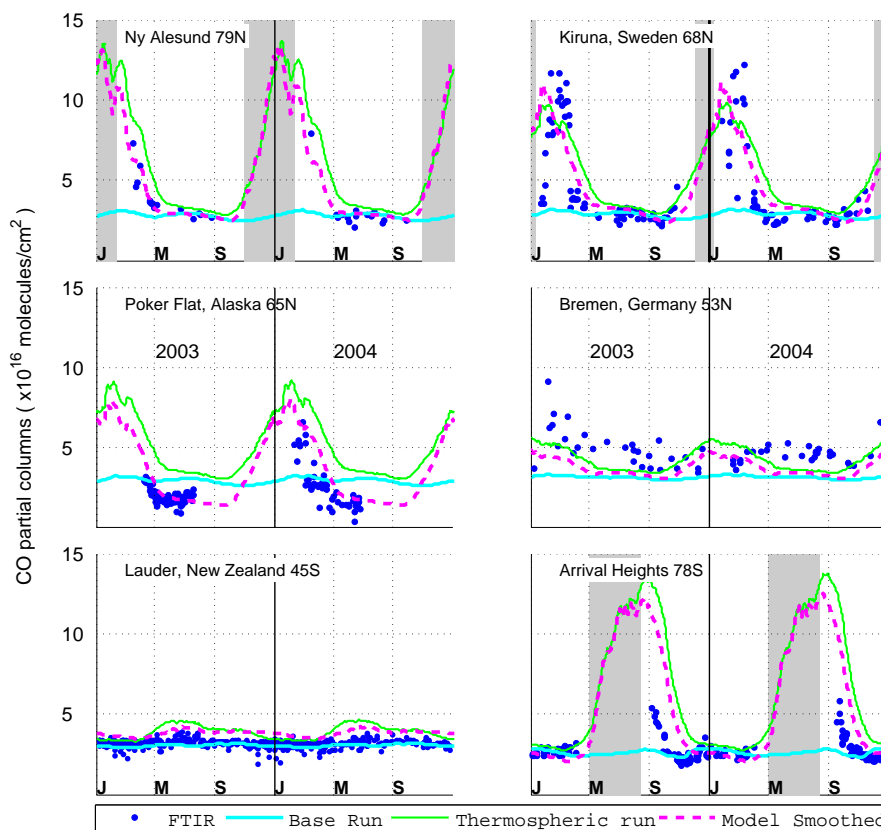 CO partial columns ( x10^16 molecules/cm^2)
15
Ny Alesund 79N
Kiruna, Sweden 68N
10
5
J M S J M S
J M S J M S
15
Poker Flat, Alaska 65N
Bremen, Germany 53N
2003 2004
2003 2004
10
5
15
Lauder, New Zealand 45S
Arrival Heights 78S
10
5
J M S J M S
J M S J M S
FTIR Base Run Thermospheric run Model Smoothed